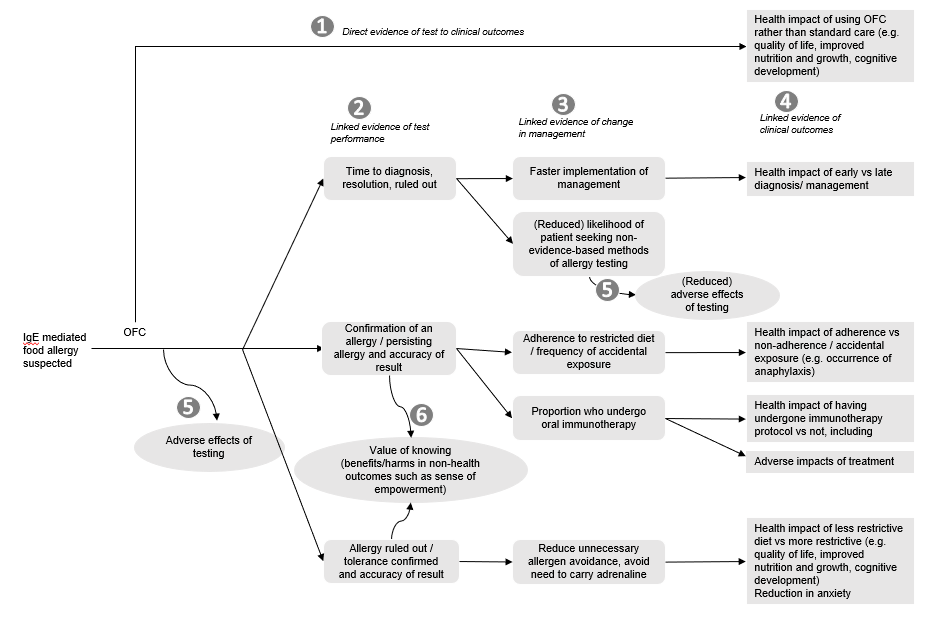 1
Direct evidence of test to clinical outcomes
Health impact of using OFC
rather than standard care (e.g.
quality of life, improved
nutrition and growth, cognitive
development)
2
Linked evidence of test
performance
3
Linked evidence of change
in management
4
Linked evidence of
clinical outcomes
Time to diagnosis,
resolution, ruled out
Faster implementation of
management
Health impact of early vs late
diagnosis/ management
(Reduced) likelihood of
patient seeking non-
evidence-based methods
of allergy testing
5
(Reduced)
adverse effects
of testing
IgE mediated
food allergy
suspected
OFC
Confirmation of an
allergy / persisting
allergy and accuracy of
result
Adherence to restricted diet
/ frequency of accidental
exposure
Health impact of adherence vs
non-adherence / accidental
exposure (e.g. occurrence of
anaphylaxis)
5
Adverse effects of
testing
6
Value of knowing
(benefits/harms in non-health
outcomes such as sense of
empowerment)
Proportion who undergo
oral immunotherapy
Health impact of having
undergone immunotherapy
protocol vs not, including
Adverse impacts of treatment
Allergy ruled out /
tolerance confirmed
and accuracy of result
Reduce unnecessary
allergen avoidance, avoid
need to carry adrenaline
Health impact of less restrictive
diet vs more restrictive (e.g.
quality of life, improved
nutrition and growth, cognitive
development)
Reduction in anxiety